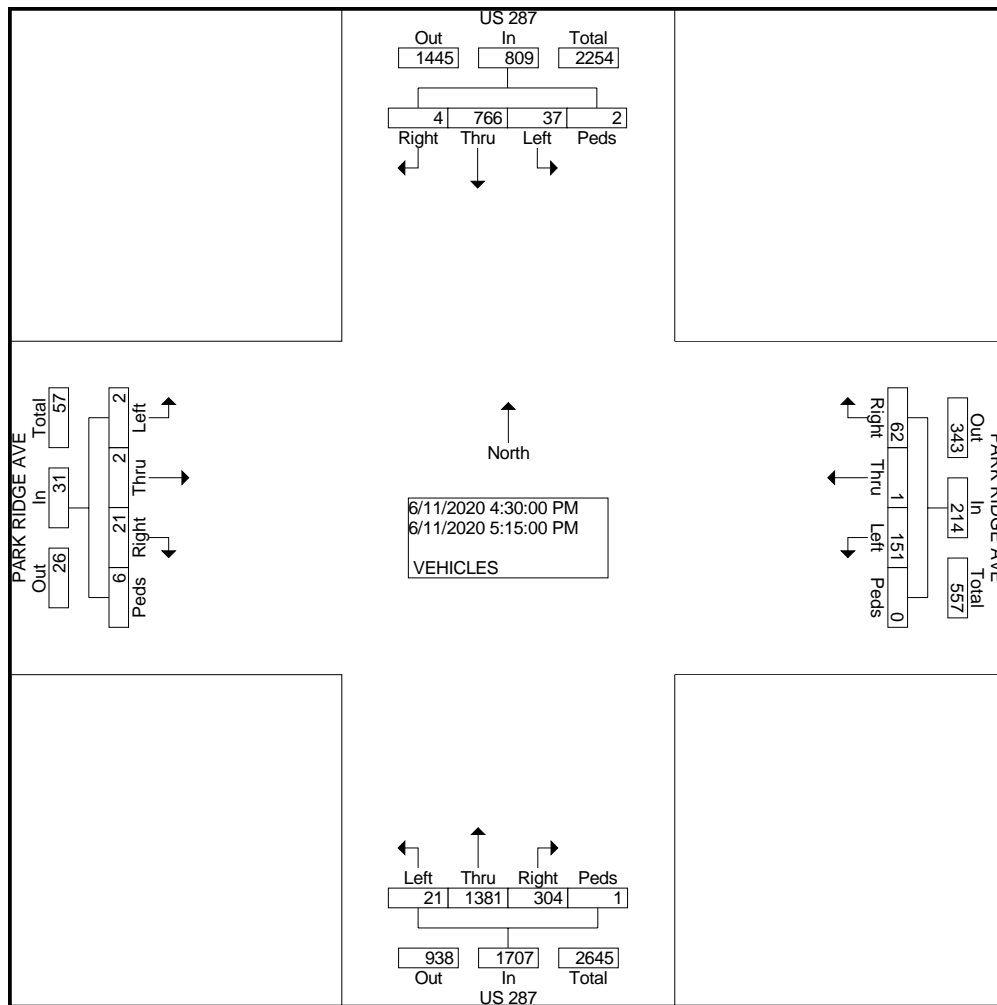 US 287
Out In Total
1445 809 2254
4 766 37 2
Right Thru Left Peds
PARK RIDGE AVE
Total In Out
57 31 26
2 2 21 6
Left Thru Right Peds
North
6/11/2020 4:30:00 PM
6/11/2020 5:15:00 PM
VEHICLES
Right Thru Left Peds
62 1 151 0
Out In Total
343 214 557
PARK RIDGE AVE
Left Thru Right Peds
21 1381 304 1
938 1707 2645
Out In Total
US 287